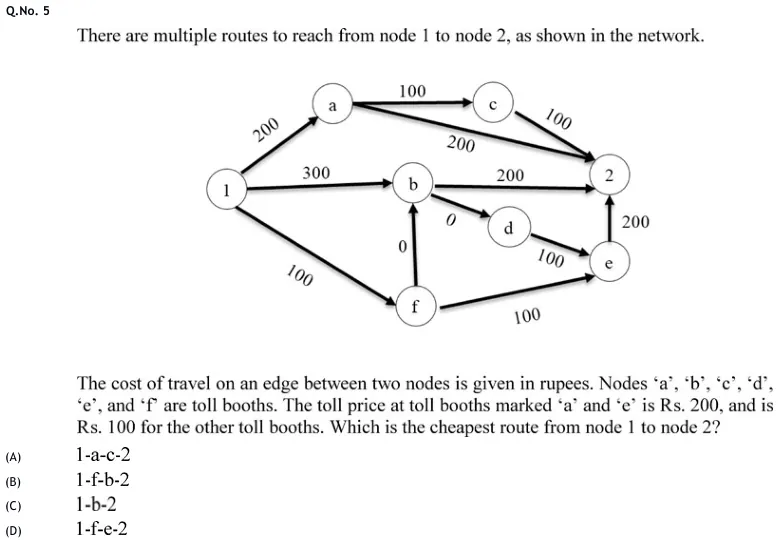 Q.No. 5
There are multiple routes to reach from node 1 to node 2, as shown in the network.
100
a
c
200
100
200
300
200
1
b
2
0
d
200
0
100
e
100
f
100
The cost of travel on an edge between two nodes is given in rupees. Nodes ‘a’, ‘b’, ‘c’, ‘d’,
‘e’, and ‘f’ are toll booths. The toll price at toll booths marked ‘a’ and ‘e’ is Rs. 200, and is
Rs. 100 for the other toll booths. Which is the cheapest route from node 1 to node 2?
(A) 1-a-c-2
(B) 1-f-b-2
(C) 1-b-2
(D) 1-f-e-2